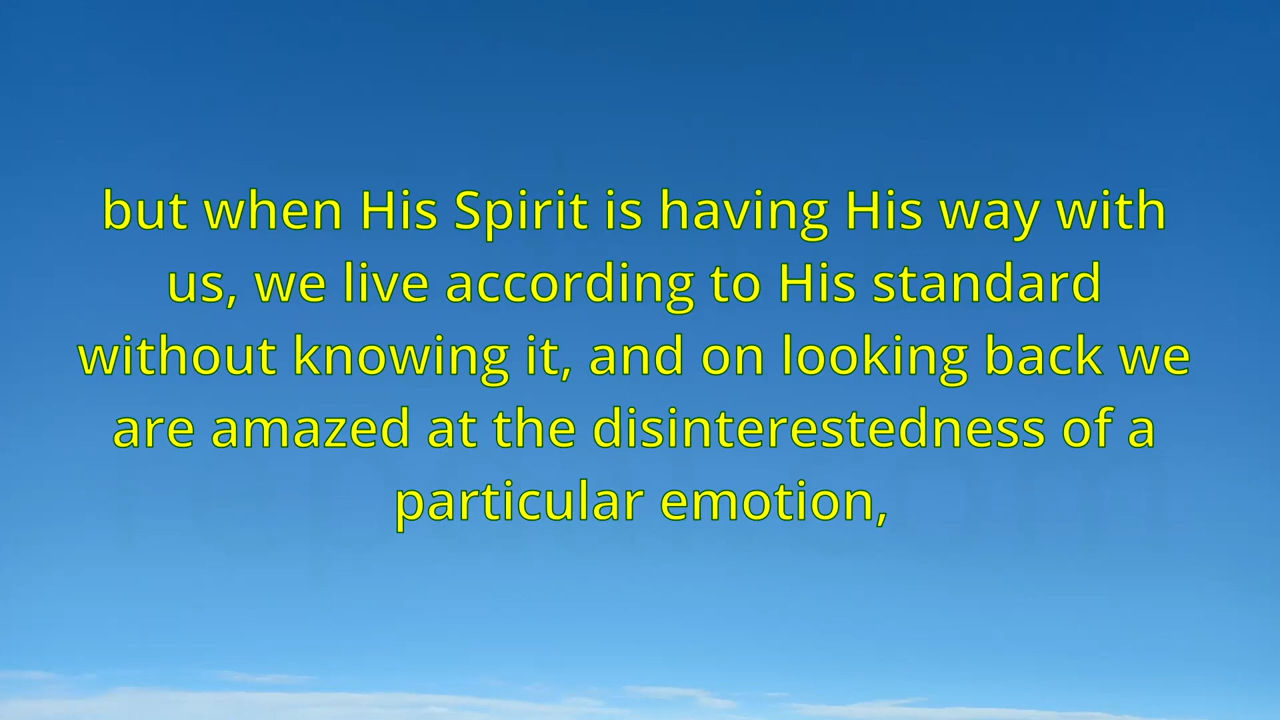 but when His Spirit is having His way with
us, we live according to His standard
without knowing it, and on looking back we
are amazed at the disinterestedness of a
particular emotion,